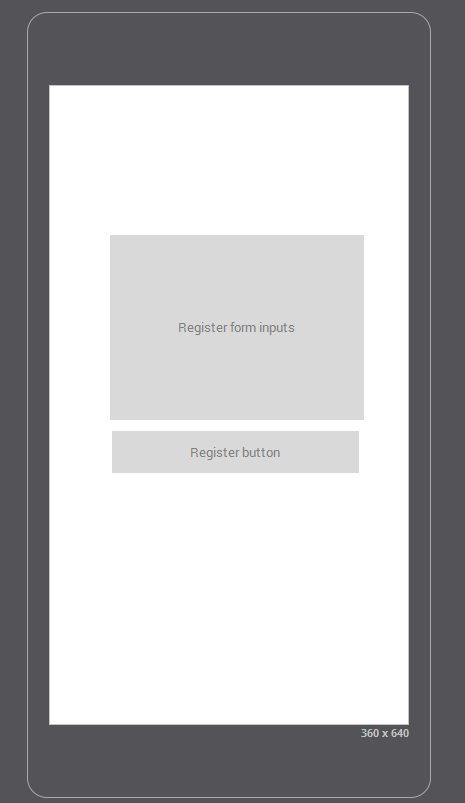 Register form inputs
Register button
360 x 640